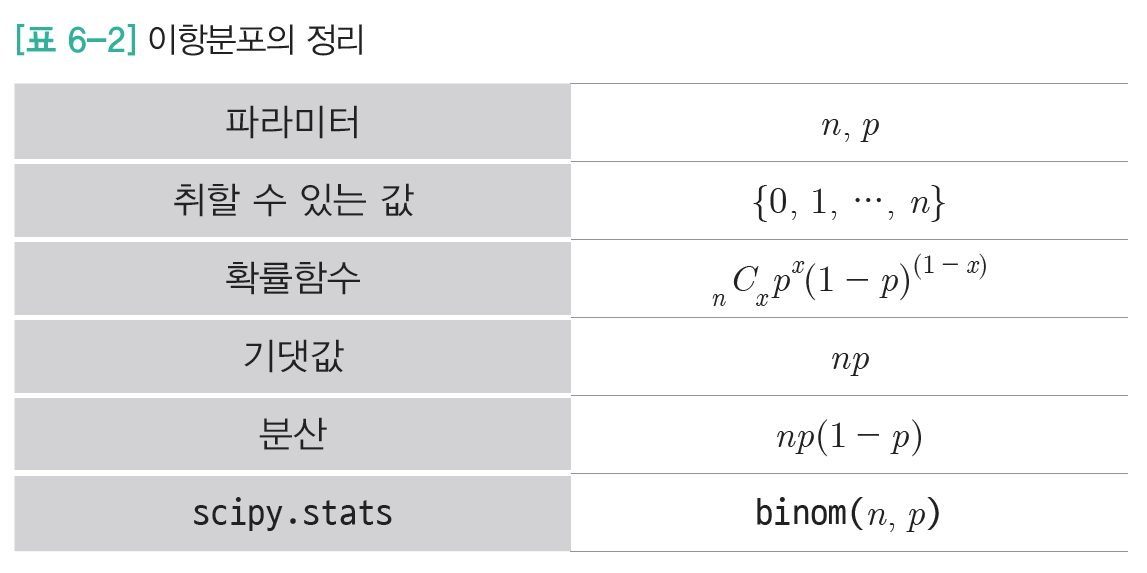 [표 6-2] 이항분포의 정리
파라미터 n, p
취할 수 있는 값 {0, 1, ⋯, n}
확률함수 ₙCₓpˣ(1 − p)⁽¹ ⁻ ˣ⁾
기댓값 np
분산 np(1 − p)
scipy.stats binom(n, p)